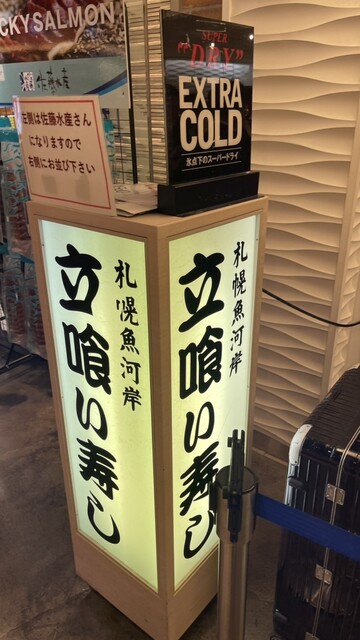 CKY SALMON
佐藤水産
左側は佐藤水産さん
になりますので
右側にお並び下さい
SUPER
"DRY"
EXTRA
COLD
氷点下のスーパードライ
札幌魚河岸
立喰い寿し
札幌魚河岸
立喰い寿し